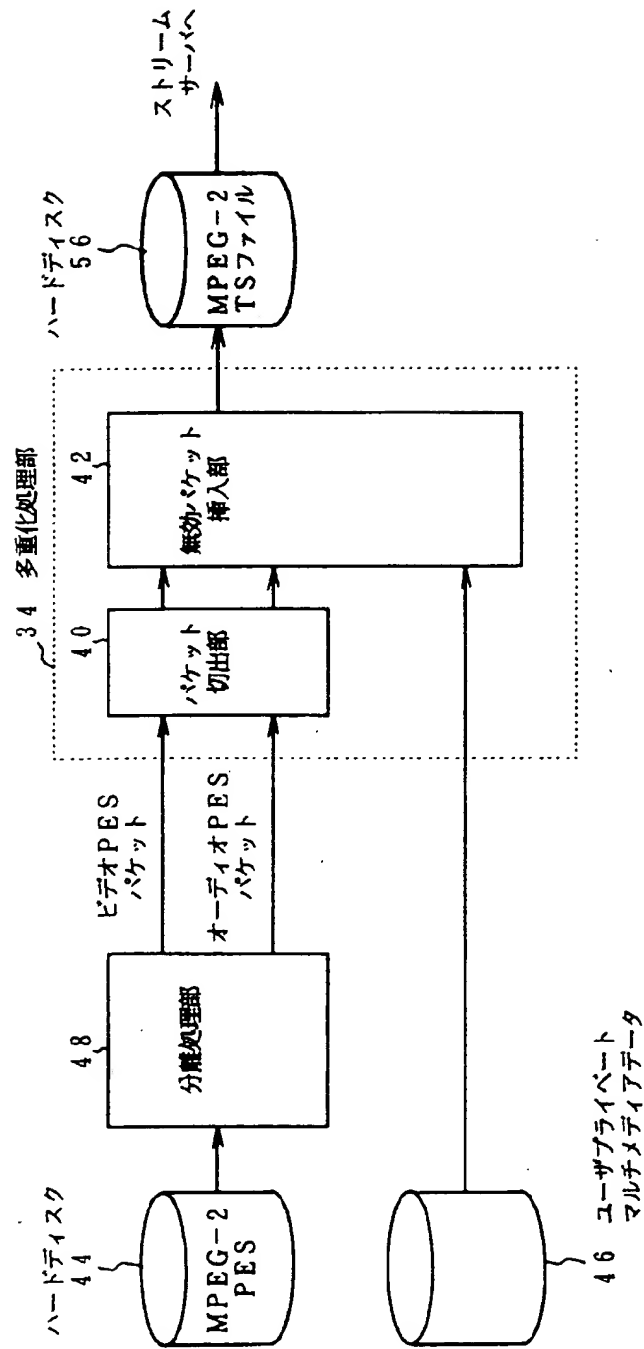 ハードディスク
44
MPEG-2
PES
48
分離処理部
ビデオPES
パケット
オーディオPES
パケット
34 多重化処理部
40
パケット
切出部
42
無効パケット
挿入部
ハードディスク
56
MPEG-2
TSファイル
ストリーム
サーバへ
46 ユーザプライベート
マルチメディアデータ